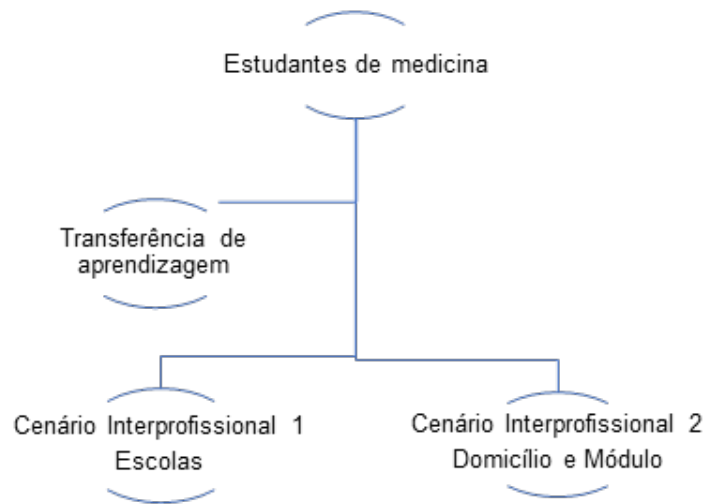 Estudantes de medicina
Transferência de
aprendizagem
Cenário Interprofissional 1
Escolas
Cenário Interprofissional 2
Domicílio e Módulo